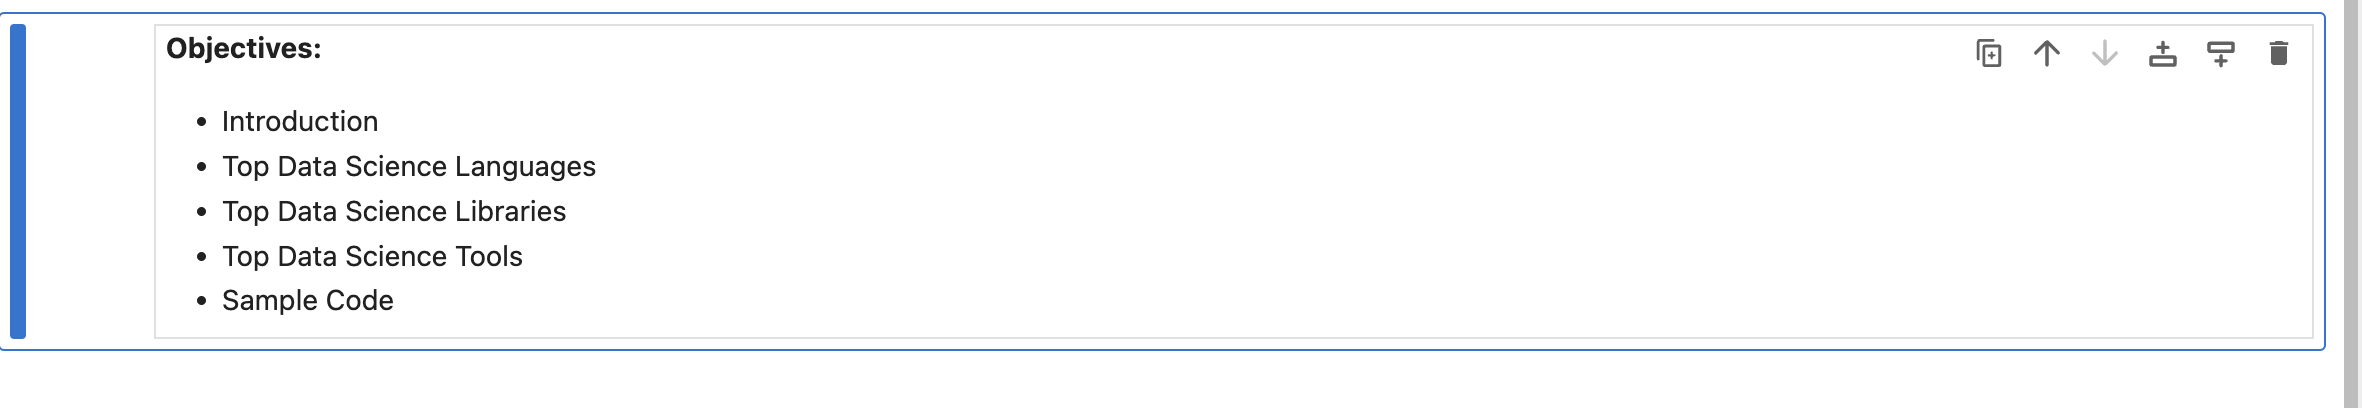 Objectives:
Introduction
Top Data Science Languages
Top Data Science Libraries
Top Data Science Tools
Sample Code